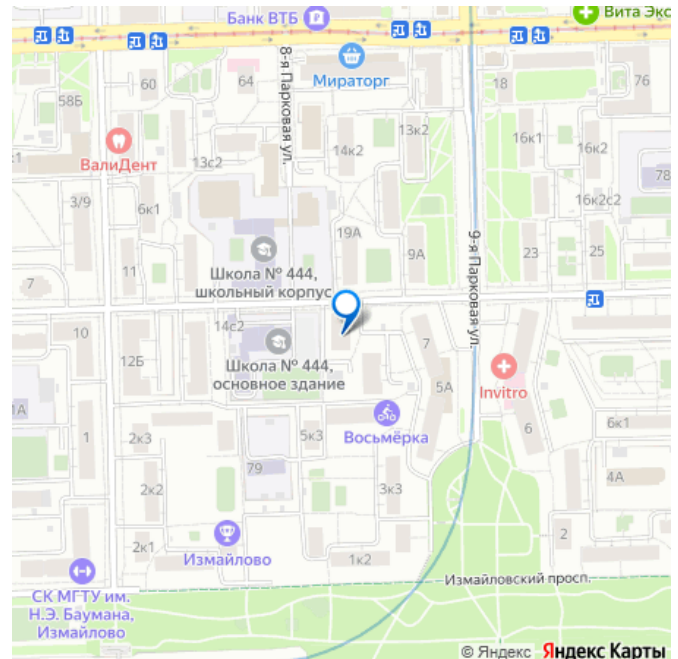 Вита Экс
Банк ВТБ
Мираторг
58Б
60
64
18
76
8-я Парковая ул.
13к2
14к2
16к1
16к2
ВалиДент
к1
13с2
78
3/9
6к1
16к2с2
19А
9А
23
25
9-я Парковая ул.
Школа № 444,
школьный корпус
11
7
14с2
10
12Б
Школа № 444,
основное здание
7
5А
Invitro
1А
1
2к3
5к3
Восьмёрка
6
6к1
79
2к2
3к3
4А
2к1
Измайлово
1к2
2
Измайловский просп.
СК МГТУ им.
Н.Э. Баумана,
Измайлово
© Яндекс Яндекс Карты